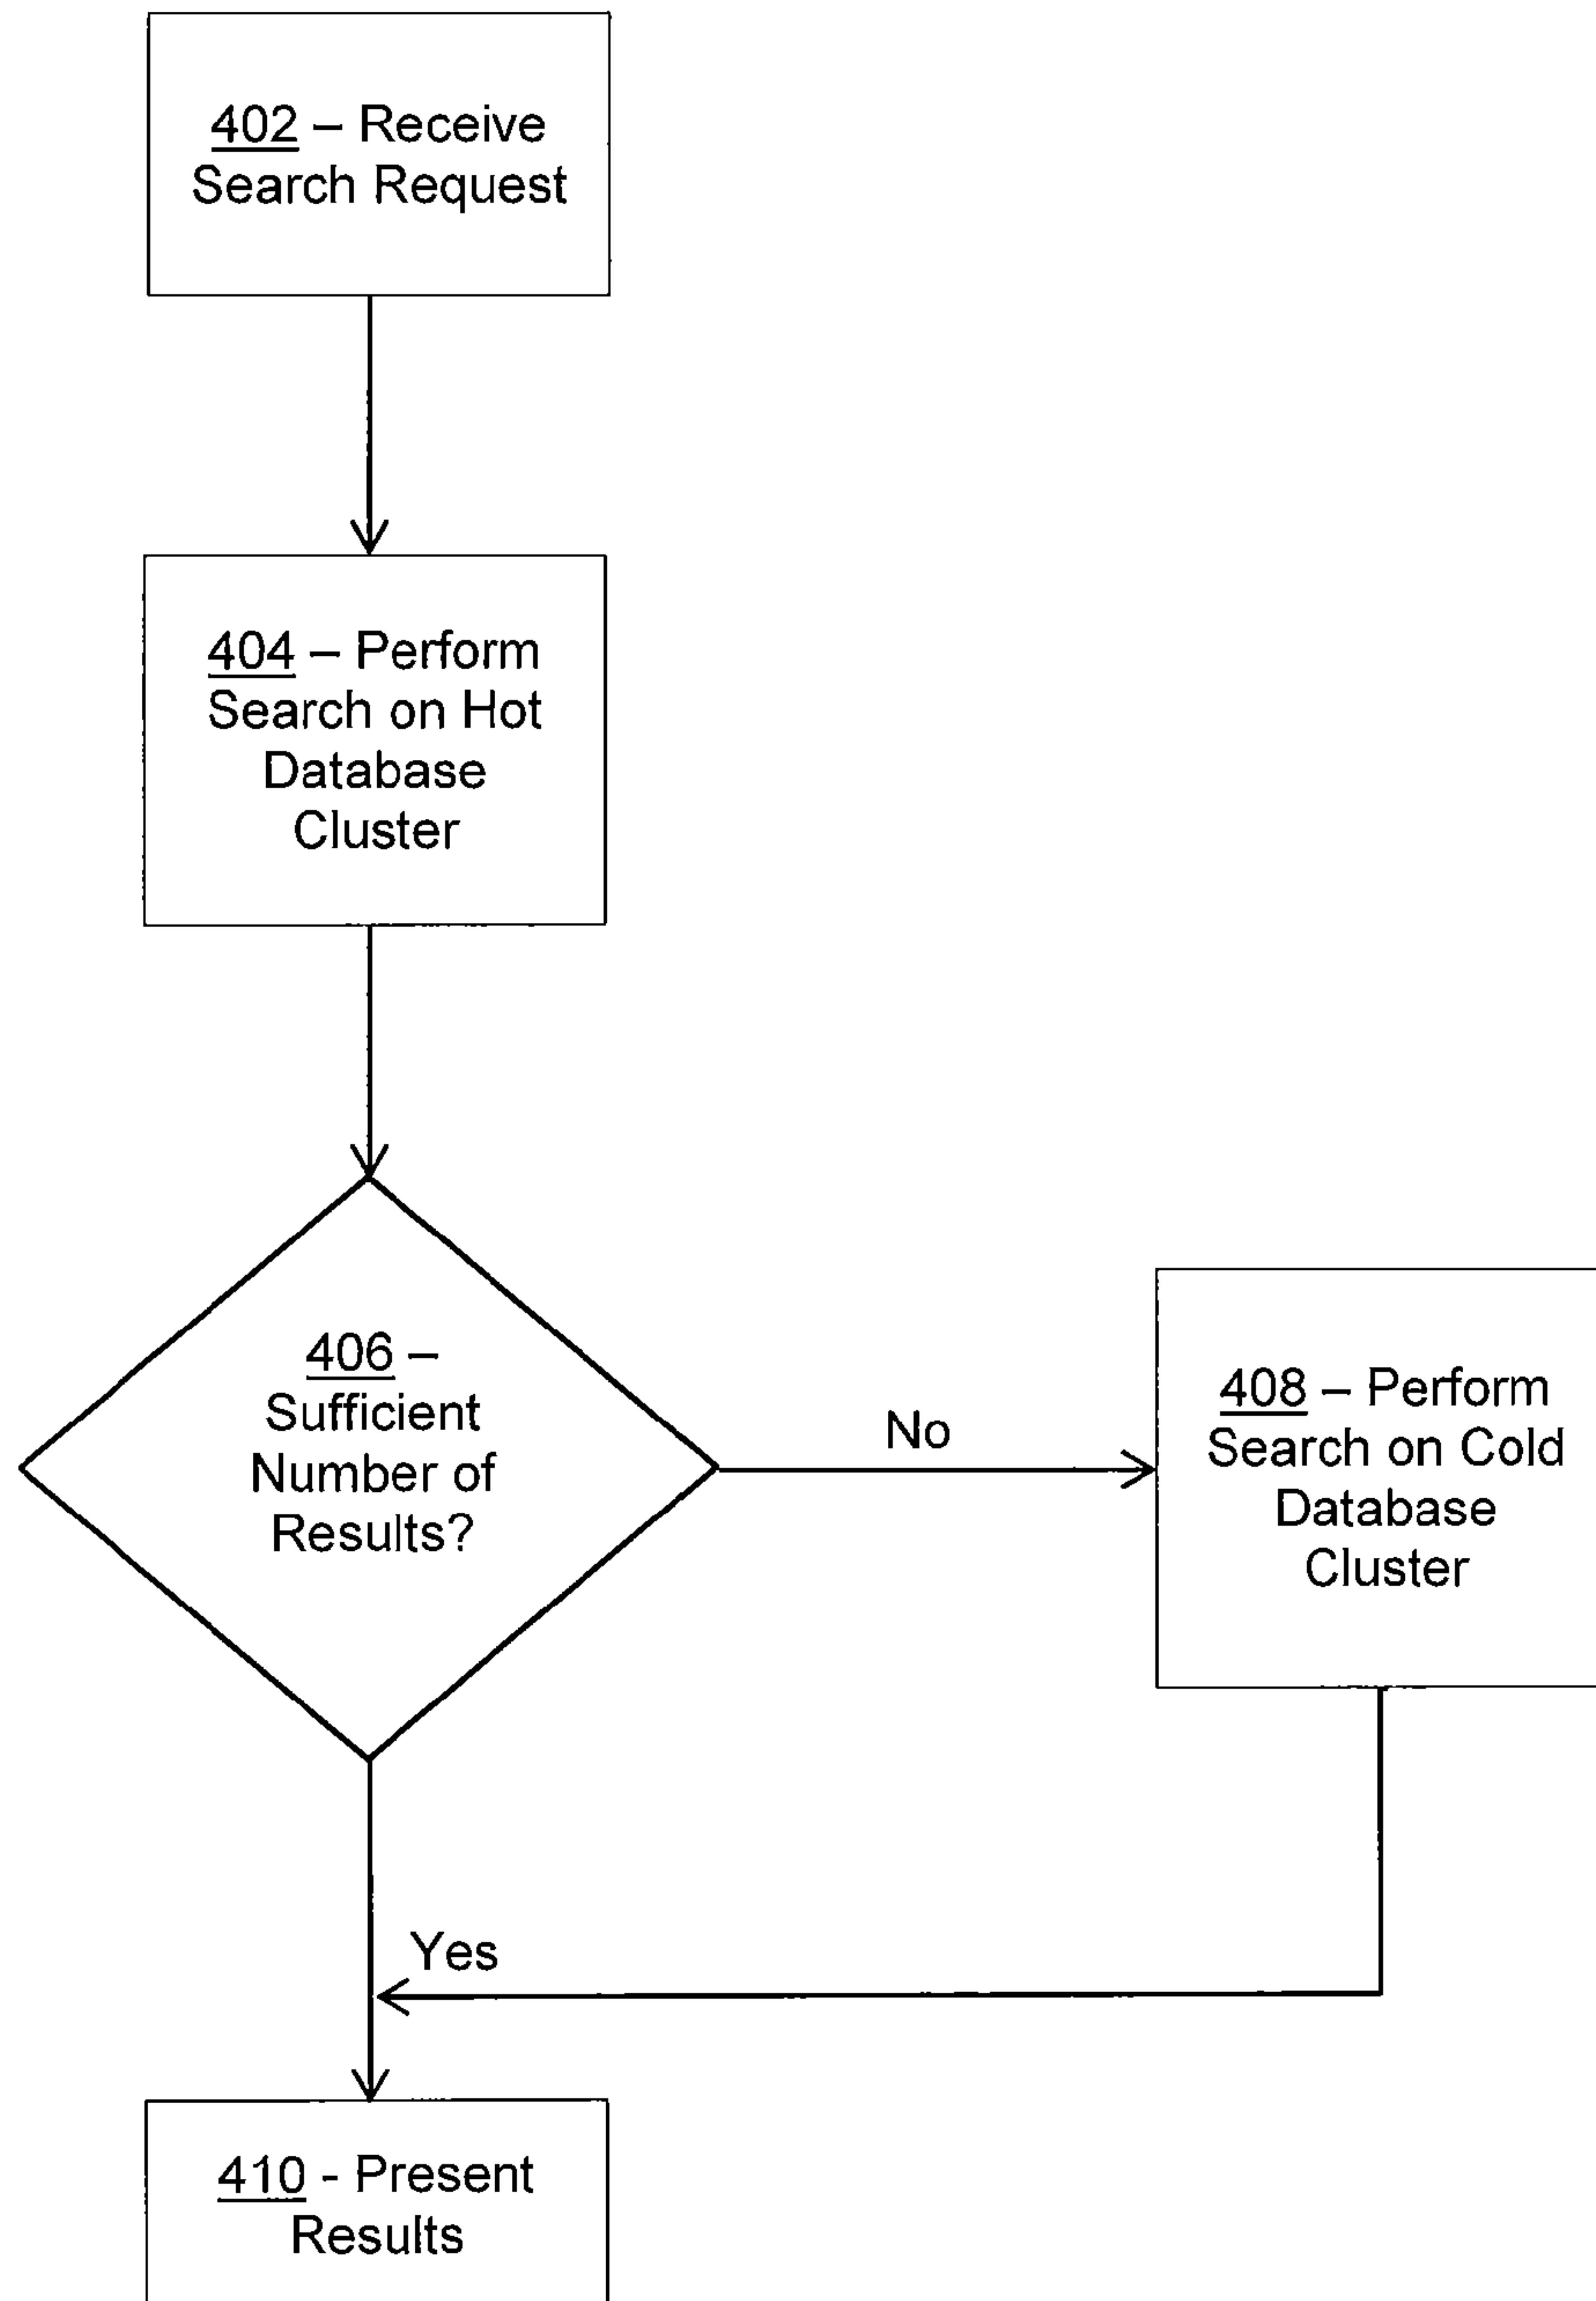 402 – Receive
Search Request
404 – Perform
Search on Hot
Database
Cluster
406 –
Sufficient
Number of
Results?
No
408 – Perform
Search on Cold
Database
Cluster
Yes
410 - Present
Results